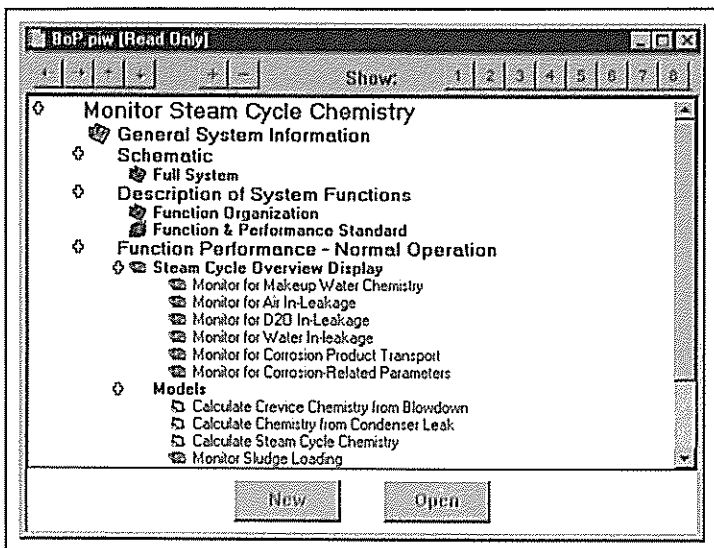 BoP.piw [Read Only]
+ - Show: 1 2 3 4 5 6 7 8
Monitor Steam Cycle Chemistry
General System Information
Schematic
Full System
Description of System Functions
Function Organization
Function & Performance Standard
Function Performance - Normal Operation
Steam Cycle Overview Display
Monitor for Makeup Water Chemistry
Monitor for Air In-Leakage
Monitor for D2O In-Leakage
Monitor for Water In-leakage
Monitor for Corrosion Product Transport
Monitor for Corrosion-Related Parameters
Models
Calculate Crevice Chemistry from Blowdown
Calculate Chemistry from Condenser Leak
Calculate Steam Cycle Chemistry
Monitor Sludge Loading
New Open